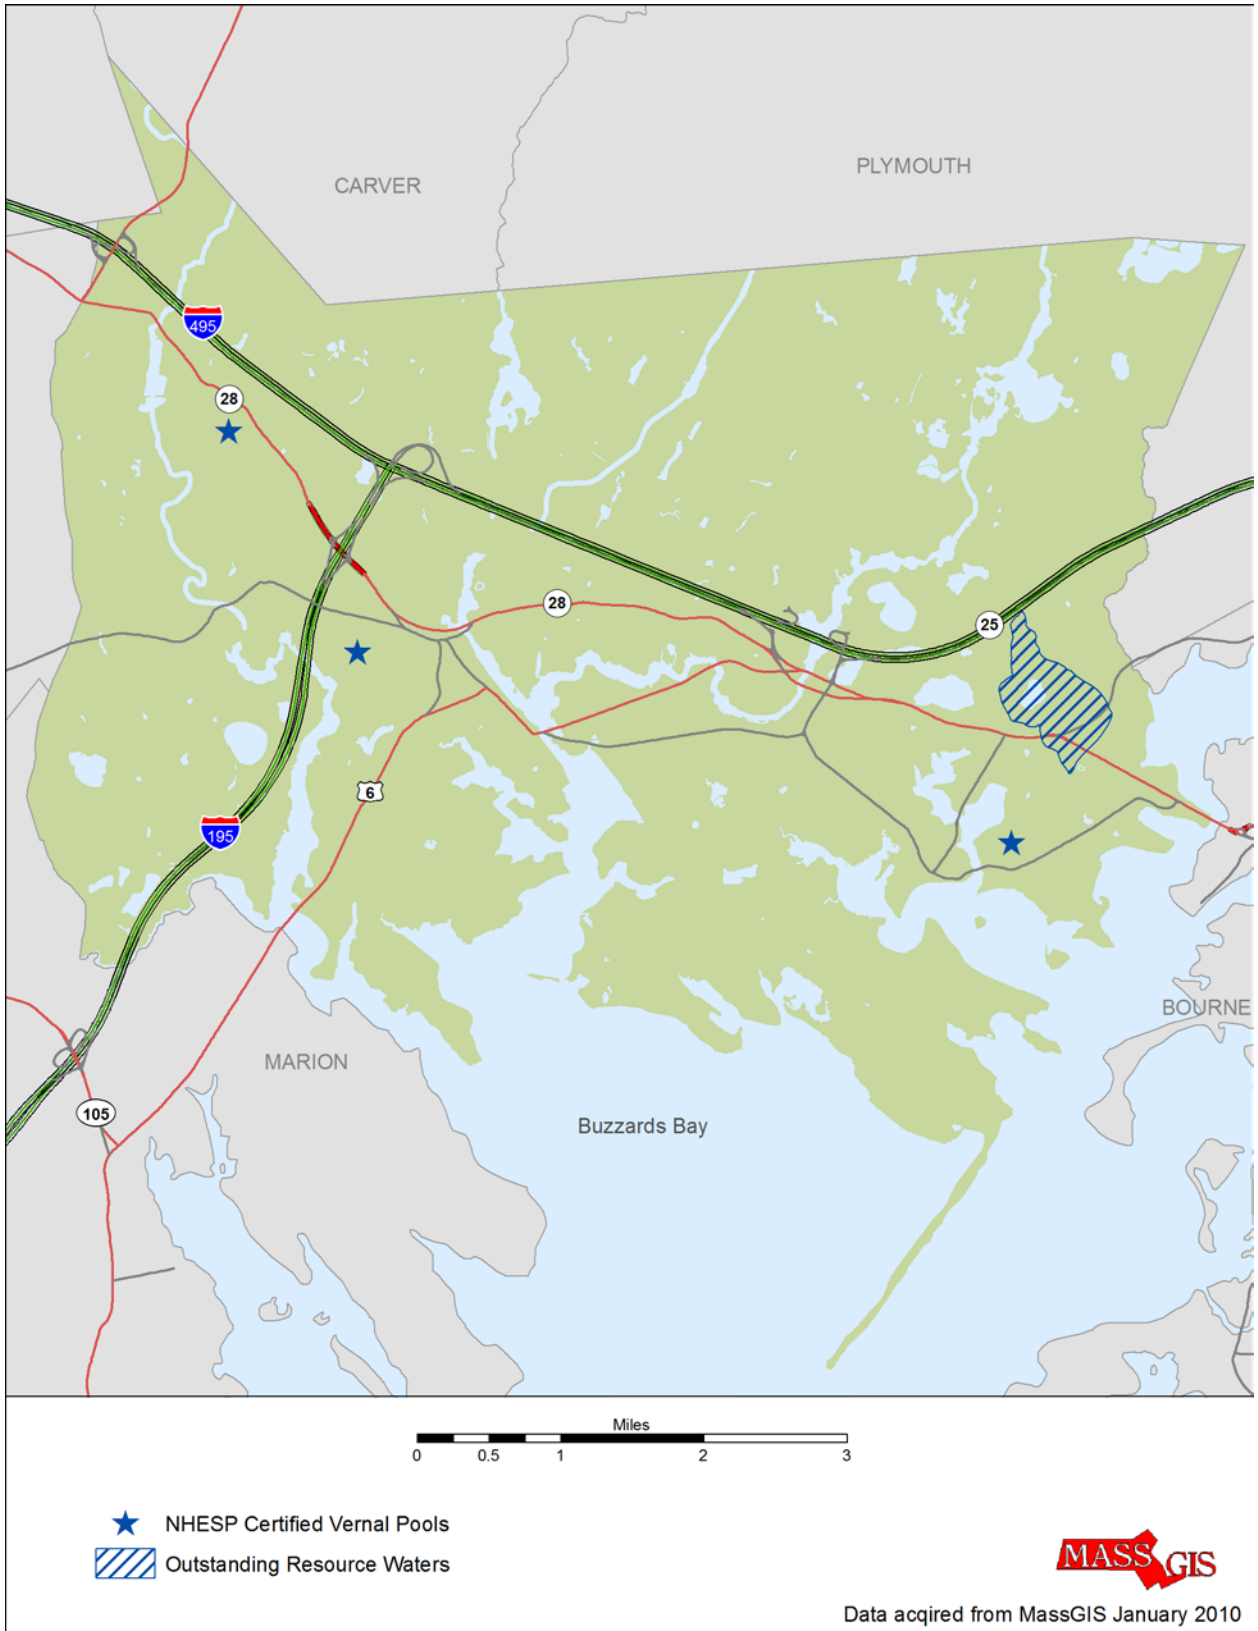 CARVER
PLYMOUTH
495
28
28
25
6
195
BOURNE
MARION
105
Buzzards Bay
Miles
0 0.5 1 2 3
NHESP Certified Vernal Pools
Outstanding Resource Waters
MASS GIS
Data acqired from MassGIS January 2010